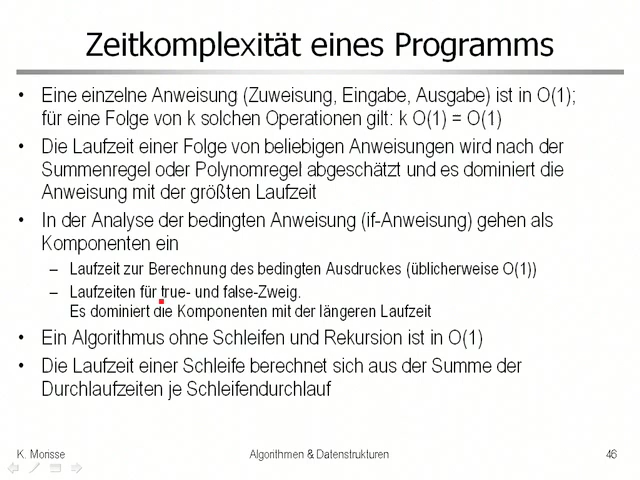 Zeitkomplexität eines Programms
• Eine einzelne Anweisung (Zuweisung, Eingabe, Ausgabe) ist in O(1);
für eine Folge von k solchen Operationen gilt: k O(1) = O(1)
• Die Laufzeit einer Folge von beliebigen Anweisungen wird nach der
Summenregel oder Polynomregel abgeschätzt und es dominiert die
Anweisung mit der größten Laufzeit
• In der Analyse der bedingten Anweisung (if-Anweisung) gehen als
Komponenten ein
– Laufzeit zur Berechnung des bedingten Ausdruckes (üblicherweise O(1))
– Laufzeiten für true- und false-Zweig.
Es dominiert die Komponenten mit der längeren Laufzeit
• Ein Algorithmus ohne Schleifen und Rekursion ist in O(1)
• Die Laufzeit einer Schleife berechnet sich aus der Summe der
Durchlaufzeiten je Schleifendurchlauf
K. Morisse Algorithmen & Datenstrukturen 46